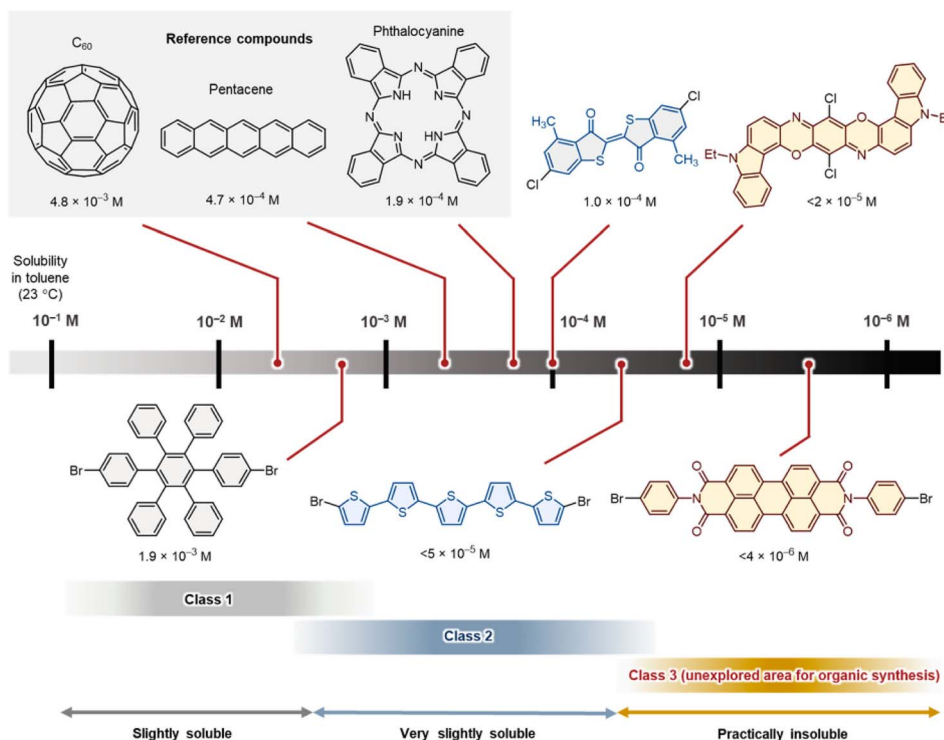 C₆₀
Reference compounds
Phthalocyanine
Pentacene
N
N
NH
N
N
N
HN
N
4.8 × 10⁻³ M
4.7 × 10⁻⁴ M
1.9 × 10⁻⁴ M
H₃C
O
Cl
S
S
Cl
O
CH₃
1.0 × 10⁻⁴ M
Cl
N
O
N–E
N–Et
O
N
Cl
<2 × 10⁻⁵ M
Solubility
in toluene
(23 °C)
10⁻¹ M
10⁻² M
10⁻³ M
10⁻⁴ M
10⁻⁵ M
10⁻⁶ M
Br
Br
1.9 × 10⁻³ M
Br
S
S
S
S
S
Br
<5 × 10⁻⁵ M
O
O
Br
N
N
Br
O
O
<4 × 10⁻⁶ M
Class 1
Class 2
Class 3 (unexplored area for organic synthesis)
Slightly soluble
Very slightly soluble
Practically insoluble